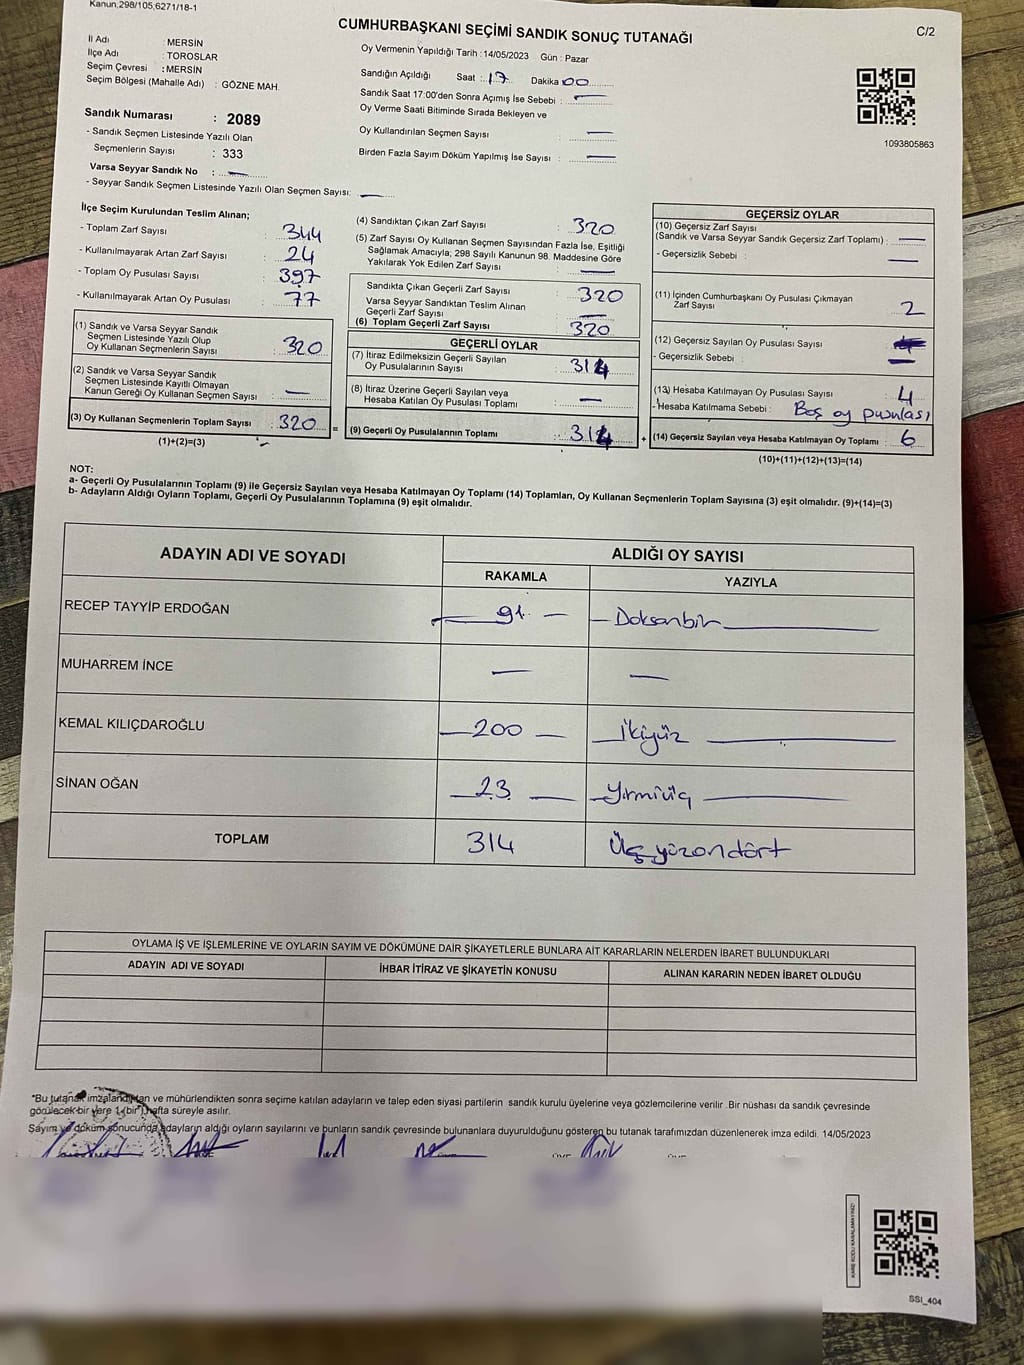 Kanun,298/105,6271/18-1
CUMHURBAŞKANI SEÇİMİ SANDIK SONUÇ TUTANAĞI
C/2
İl Adı : MERSİN
İlçe Adı : TOROSLAR
Seçim Çevresi : MERSİN
Seçim Bölgesi (Mahalle Adı) : GÖZNE MAH.
Oy Vermenin Yapıldığı Tarih : 14/05/2023 Gün : Pazar
Sandığın Açıldığı Saat : 17 Dakika 00
Sandık Saat 17:00'den Sonra Açımış İse Sebebi : —
Oy Verme Saati Bitiminde Sırada Bekleyen ve
Oy Kullandırılan Seçmen Sayısı —
Birden Fazla Sayım Döküm Yapılmış İse Sayısı : —
1093805863
Sandık Numarası : 2089
- Sandık Seçmen Listesinde Yazılı Olan
Seçmenlerin Sayısı : 333
Varsa Seyyar Sandık No : —
- Seyyar Sandık Seçmen Listesinde Yazılı Olan Seçmen Sayısı: —
İlçe Seçim Kurulundan Teslim Alınan;
- Toplam Zarf Sayısı : 344
- Kullanılmayarak Artan Zarf Sayısı : 24
- Toplam Oy Pusulası Sayısı : 397
- Kullanılmayarak Artan Oy Pusulası : 77
(1) Sandık ve Varsa Seyyar Sandık
Seçmen Listesinde Yazılı Olup
Oy Kullanan Seçmenlerin Sayısı : 320
(2) Sandık ve Varsa Seyyar Sandık
Seçmen Listesinde Kayıtlı Olmayan
Kanun Gereği Oy Kullanan Seçmen Sayısı : —
(3) Oy Kullanan Seçmenlerin Toplam Sayısı : 320
(1)+(2)=(3)
(4) Sandıktan Çıkan Zarf Sayısı : 320
(5) Zarf Sayısı Oy Kullanan Seçmen Sayısından Fazla İse, Eşitliği
Sağlamak Amacıyla; 298 Sayılı Kanunun 98. Maddesine Göre
Yakılarak Yok Edilen Zarf Sayısı : —
Sandıkta Çıkan Geçerli Zarf Sayısı : 320
Varsa Seyyar Sandıktan Teslim Alınan
Geçerli Zarf Sayısı : —
(6) Toplam Geçerli Zarf Sayısı : 320
GEÇERLİ OYLAR
(7) İtiraz Edilmeksizin Geçerli Sayılan
Oy Pusulalarının Sayısı : 314
(8) İtiraz Üzerine Geçerli Sayılan veya
Hesaba Katılan Oy Pusulası Toplamı : —
= (9) Geçerli Oy Pusulalarının Toplamı : 314 +
GEÇERSİZ OYLAR
(10) Geçersiz Zarf Sayısı
(Sandık ve Varsa Seyyar Sandık Geçersiz Zarf Toplamı) : —
- Geçersizlik Sebebi : —
(11) İçinden Cumhurbaşkanı Oy Pusulası Çıkmayan
Zarf Sayısı : 2
(12) Geçersiz Sayılan Oy Pusulası Sayısı : —
- Geçersizlik Sebebi : —
(13) Hesaba Katılmayan Oy Pusulası Sayısı : 4
- Hesaba Katılmama Sebebi : Boş oy pusulası
(14) Geçersiz Sayılan veya Hesaba Katılmayan Oy Toplamı : 6
(10)+(11)+(12)+(13)=(14)
NOT:
a- Geçerli Oy Pusulalarının Toplamı (9) ile Geçersiz Sayılan veya Hesaba Katılmayan Oy Toplamı (14) Toplamları, Oy Kullanan Seçmenlerin Toplam Sayısına (3) eşit olmalıdır. (9)+(14)=(3)
b- Adayların Aldığı Oyların Toplamı, Geçerli Oy Pusulalarının Toplamına (9) eşit olmalıdır.
ADAYIN ADI VE SOYADI
ALDIĞI OY SAYISI
RAKAMLA YAZIYLA
RECEP TAYYİP ERDOĞAN — 91 — — Doksanbir —
MUHARREM İNCE — —
KEMAL KILIÇDAROĞLU — 200 — — İkiyüz —
SİNAN OĞAN — 23 — — Yirmiüç —
TOPLAM 314 Üçyüzondört
OYLAMA İŞ VE İŞLEMLERİNE VE OYLARIN SAYIM VE DÖKÜMÜNE DAİR ŞİKAYETLERLE BUNLARA AİT KARARLARIN NELERDEN İBARET BULUNDUKLARI
ADAYIN ADI VE SOYADI İHBAR İTİRAZ VE ŞİKAYETİN KONUSU ALINAN KARARIN NEDEN İBARET OLDUĞU
"Bu tutanak imzalandıktan ve mühürlendikten sonra seçime katılan adayların ve talep eden siyasi partilerin sandık kurulu üyelerine veya gözlemcilerine verilir. Bir nüshası da sandık çevresinde
görülecek bir yere 1 (bir) hafta süreyle asılır.
Sayım ve döküm sonucunda adayların aldığı oyların sayılarını ve bunların sandık çevresinde bulunanlara duyurulduğunu gösteren bu tutanak tarafımızdan düzenlenerek imza edildi. 14/05/2023
KARE KODU KARALAMAYINIZ!
SSI_404